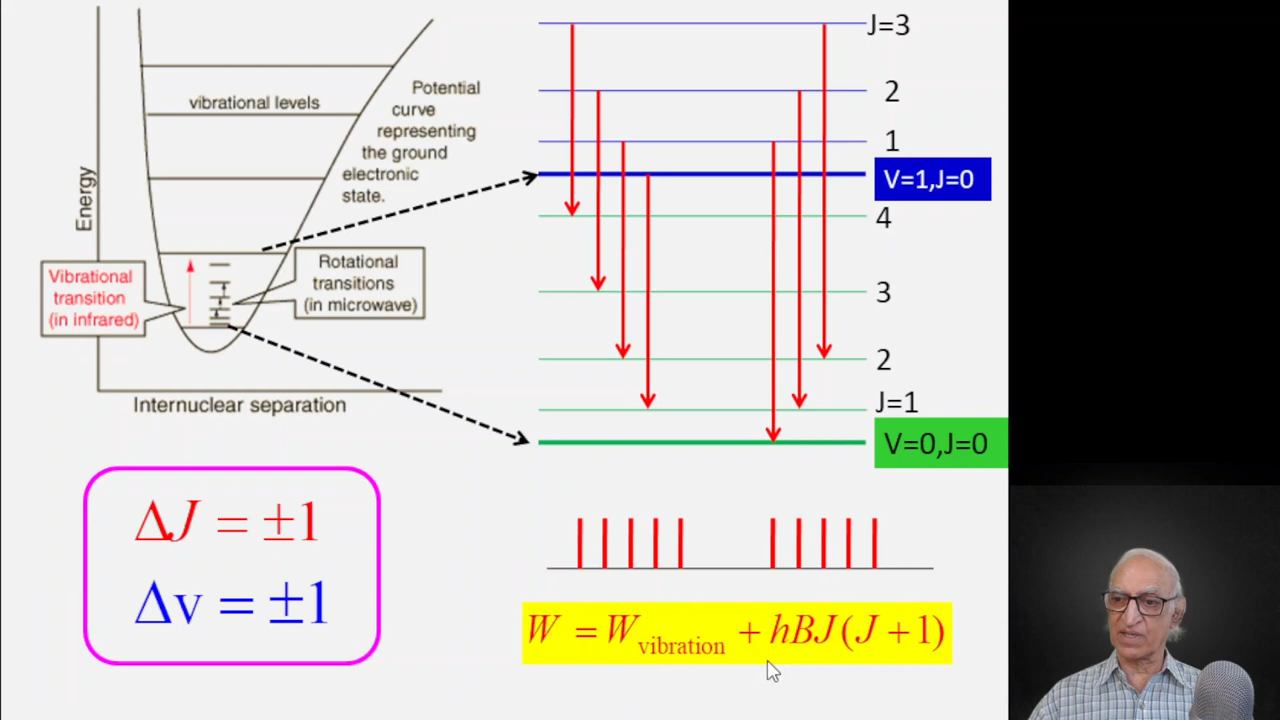 Energy
vibrational levels
Potential
curve
representing
the ground
electronic
state.
Vibrational
transition
(in infrared)
Rotational
transitions
(in microwave)
Internuclear separation
J=3
2
1
V=1,J=0
4
3
2
J=1
V=0,J=0
ΔJ = ±1
Δv = ±1
W = W_vibration + hBJ(J+1)